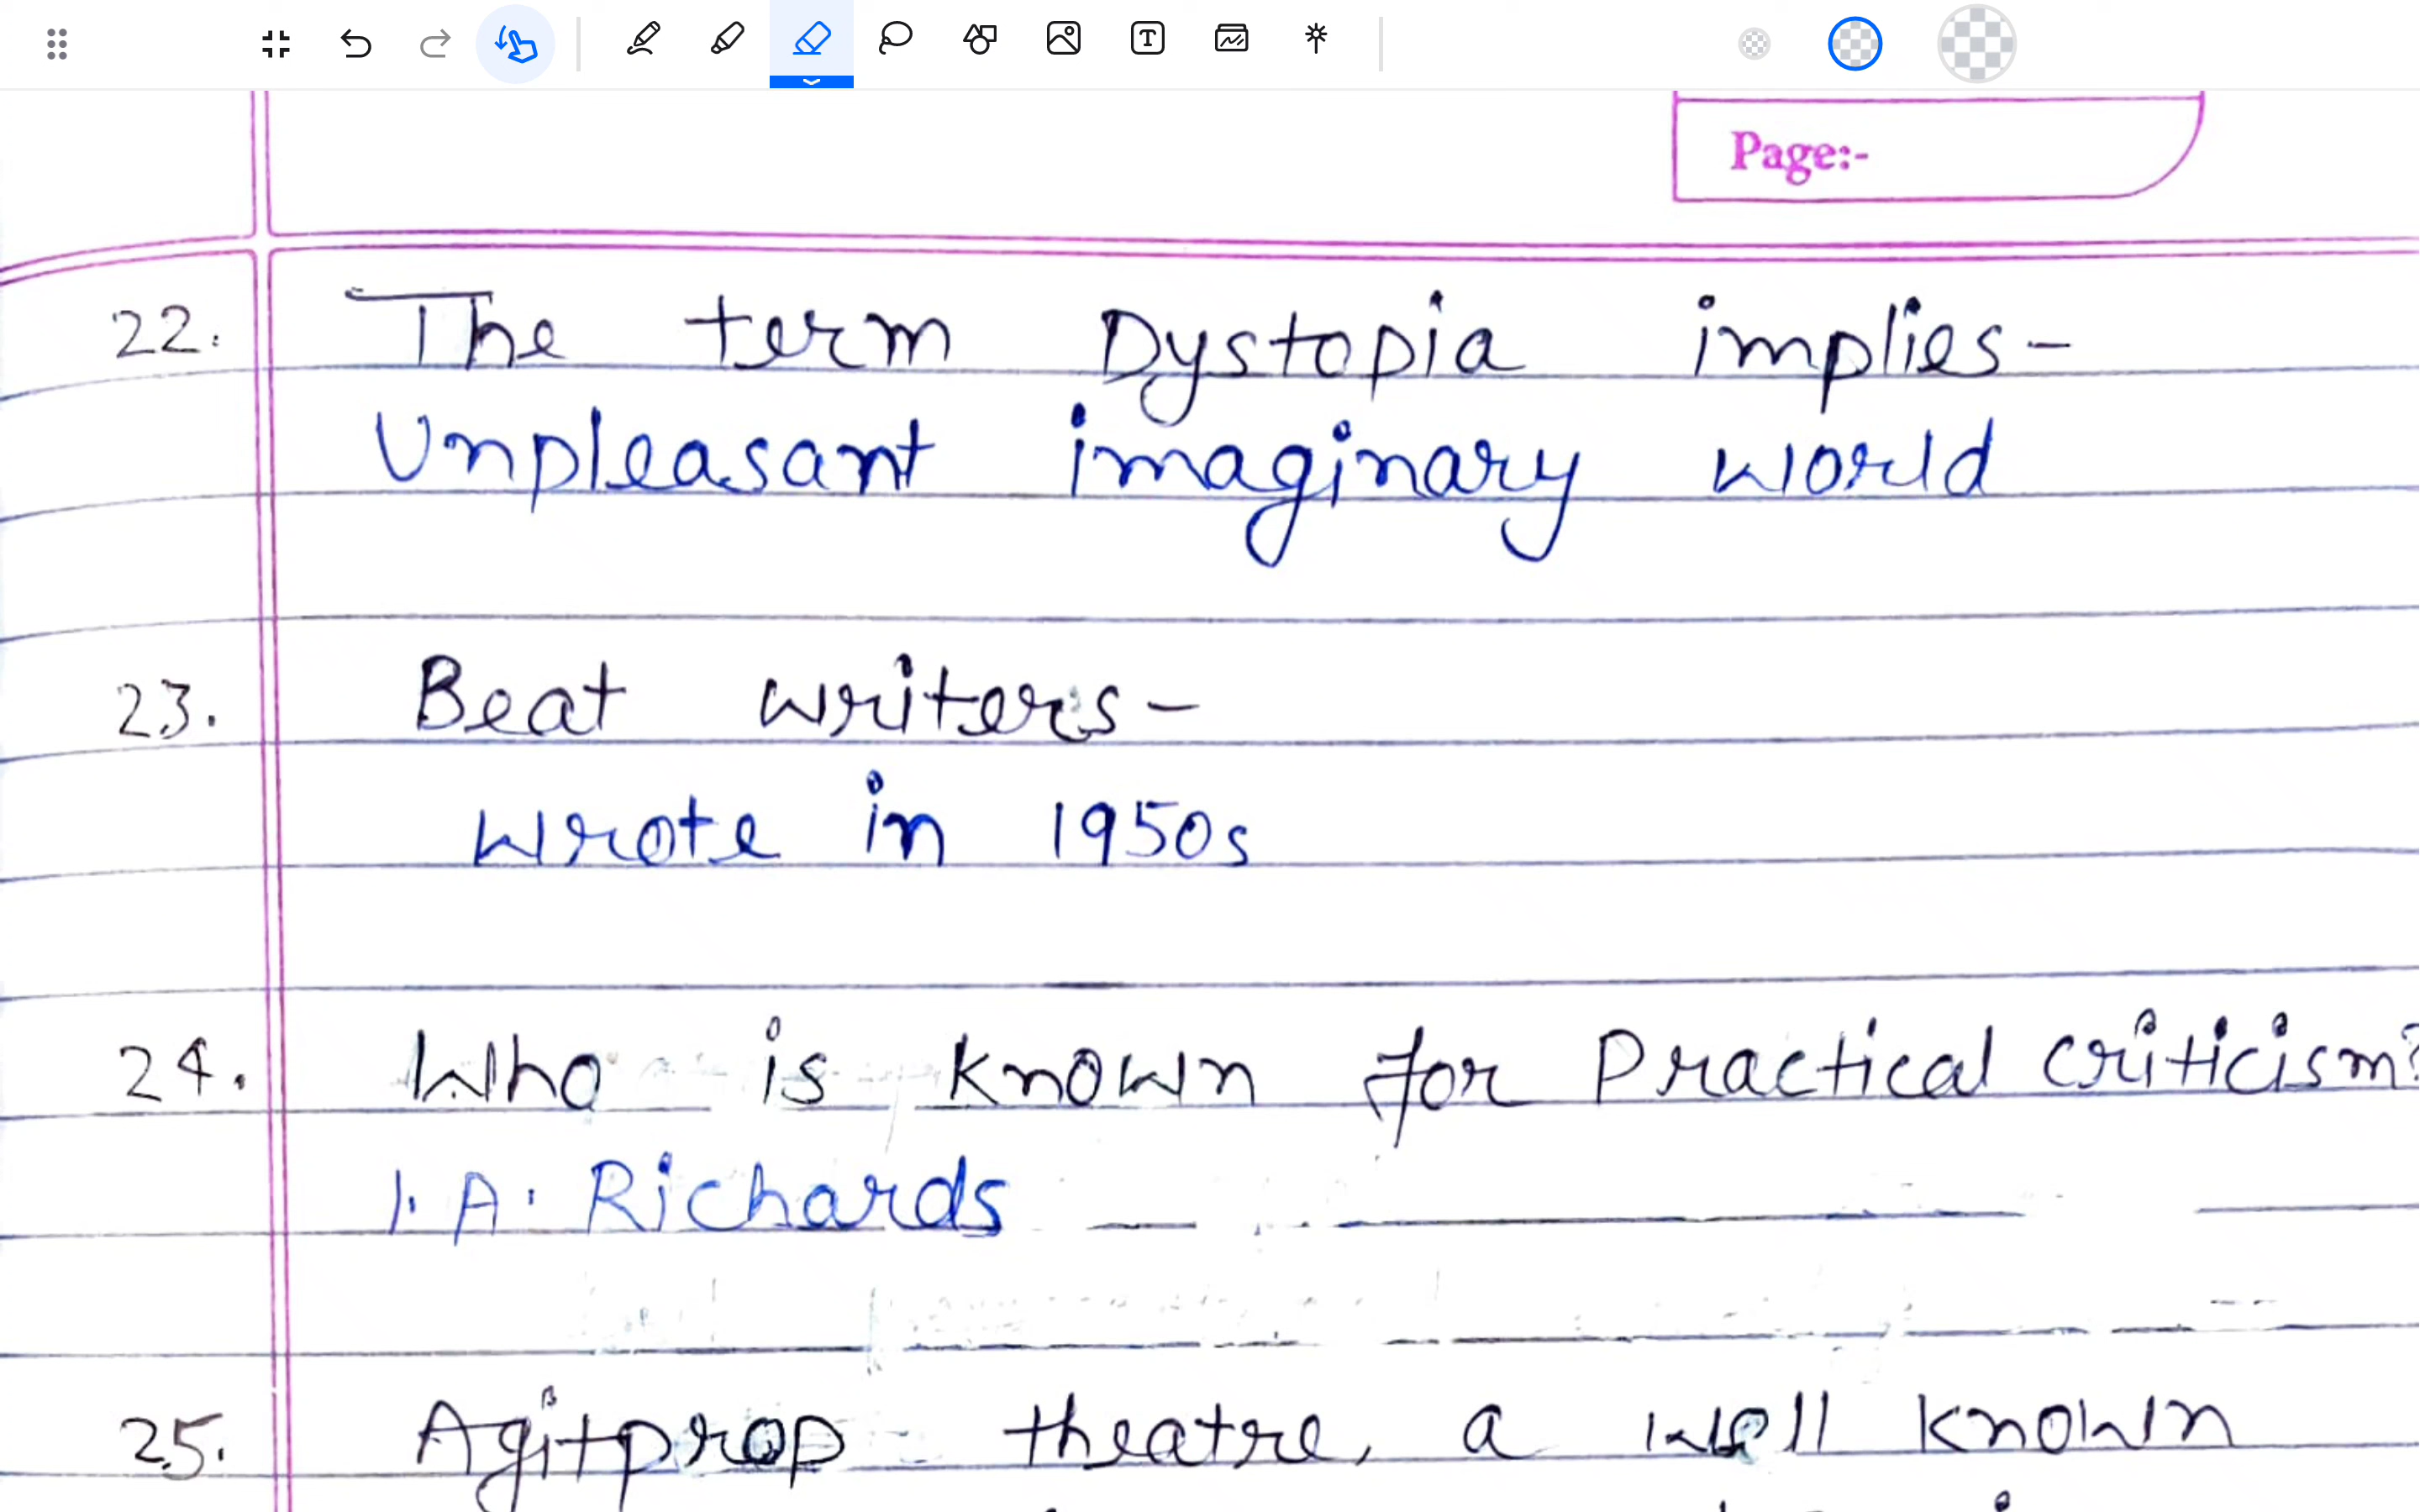 Page:-
22. The term Dystopia implies-
Unpleasant imaginary world
23. Beat writers-
wrote in 1950s
24. Who is known for Practical criticism?
I. A. Richards
25. Agitprop theatre, a well known